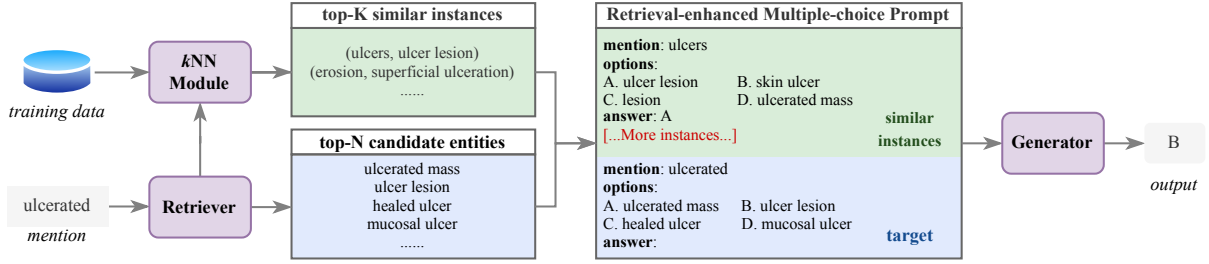 training data
kNN
Module
ulcerated
mention
Retriever
top-K similar instances
(ulcers, ulcer lesion)
(erosion, superficial ulceration)
......
top-N candidate entities
ulcerated mass
ulcer lesion
healed ulcer
mucosal ulcer
......
Retrieval-enhanced Multiple-choice Prompt
mention: ulcers
options:
A. ulcer lesion B. skin ulcer
C. lesion D. ulcerated mass
answer: A
[...More instances...]
similar
instances
mention: ulcerated
options:
A. ulcerated mass B. ulcer lesion
C. healed ulcer D. mucosal ulcer
answer:
target
Generator
B
output